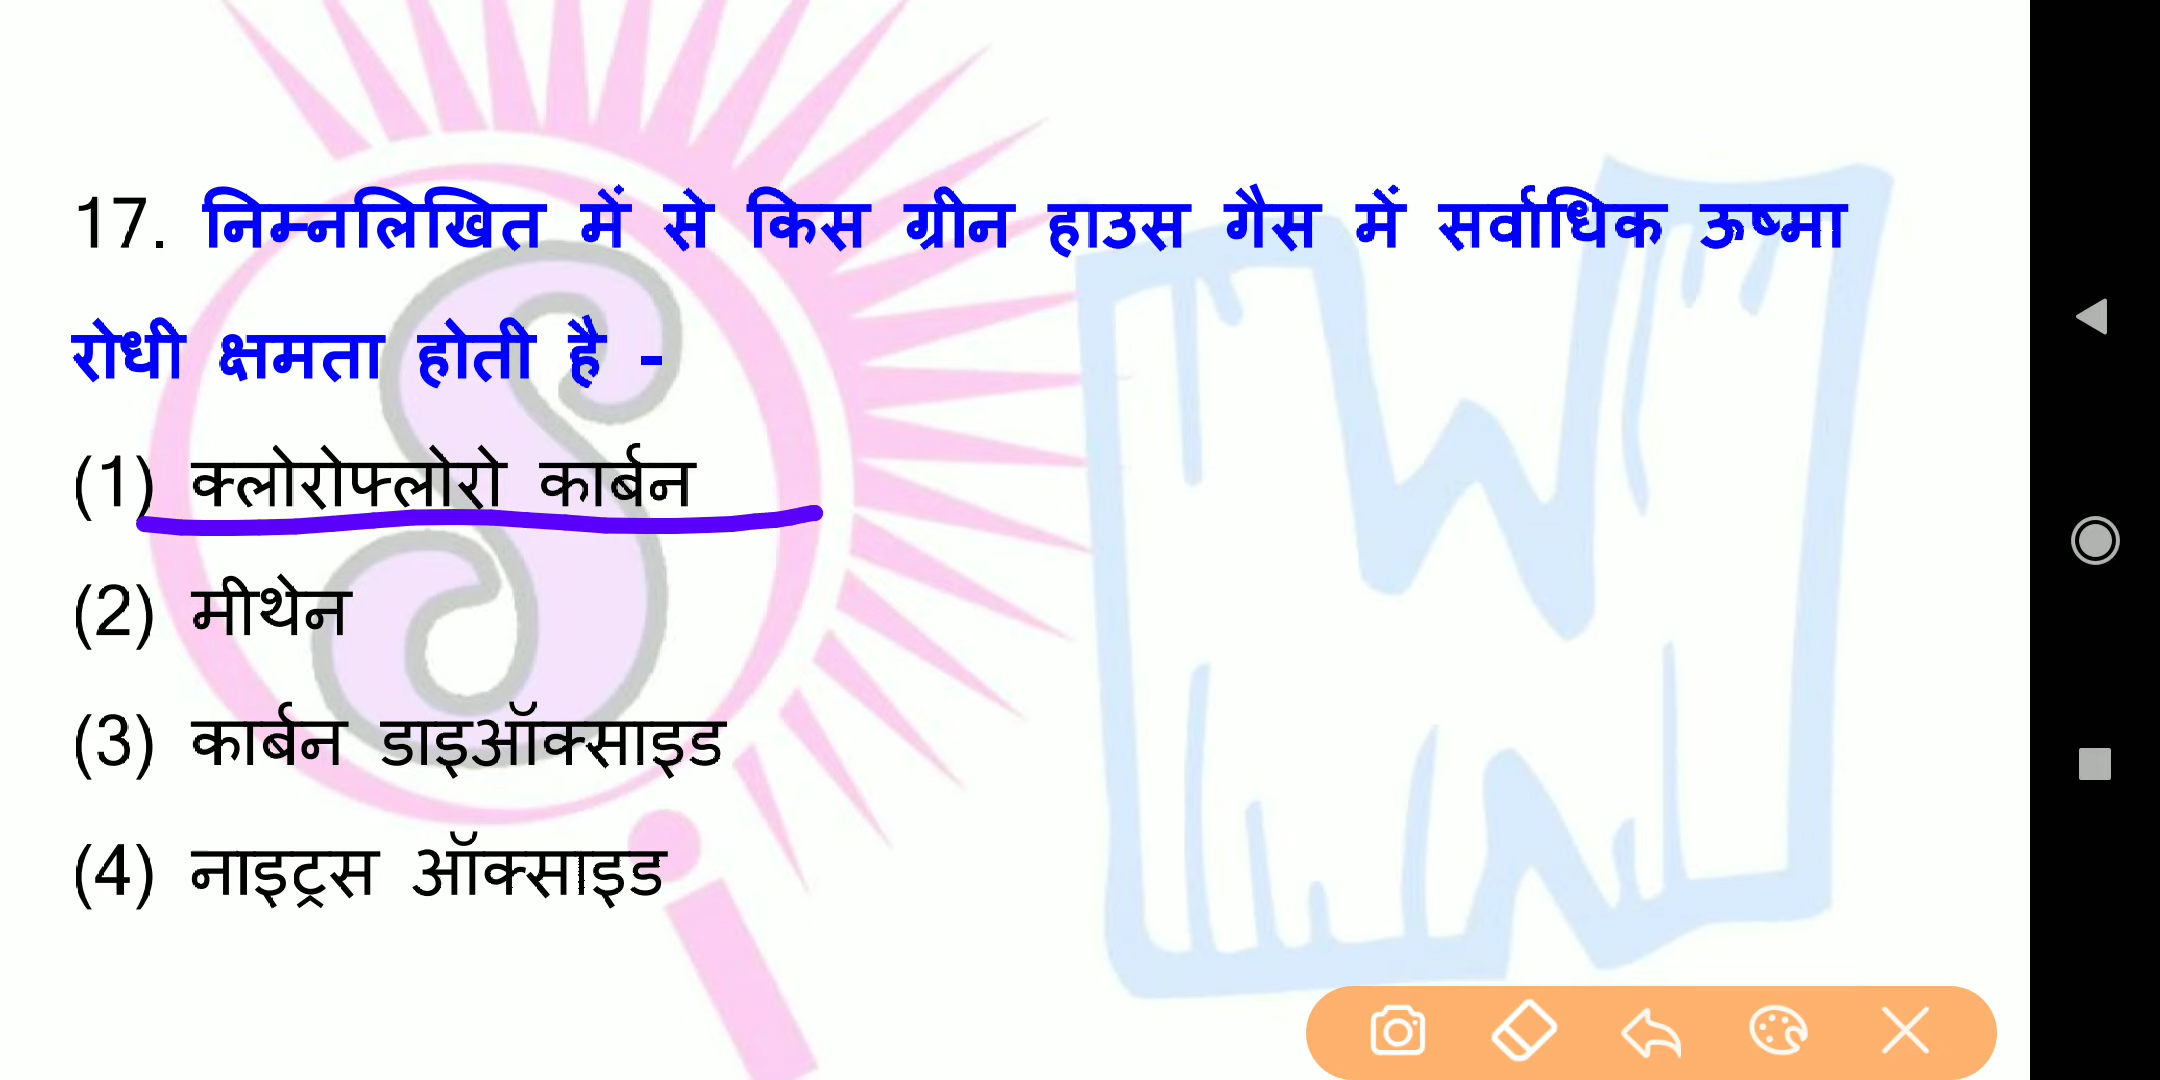 17. निम्नलिखित में से किस ग्रीन हाउस गैस में सर्वाधिक ऊष्मा
रोधी क्षमता होती है -
(1) क्लोरोफ्लोरो कार्बन
(2) मीथेन
(3) कार्बन डाइऑक्साइड
(4) नाइट्रस ऑक्साइड